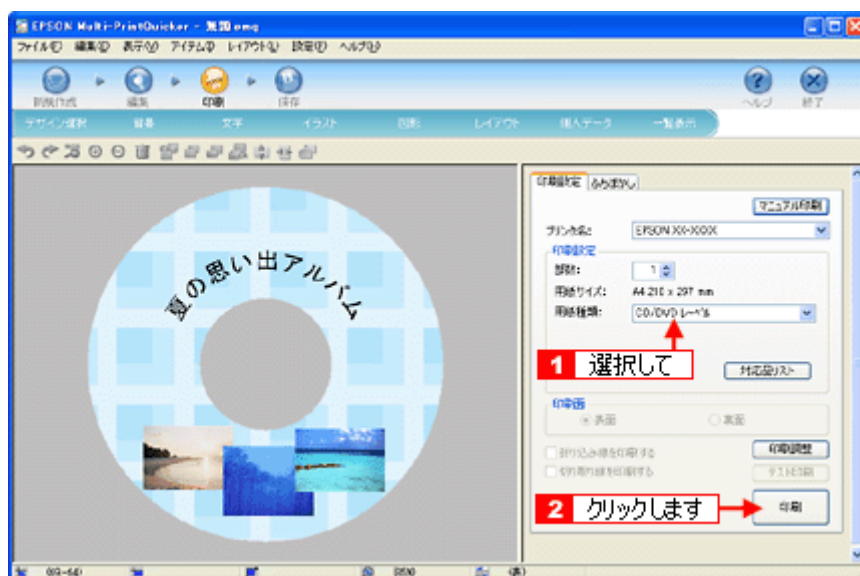 EPSON Multi-PrintQuicker - 無題.emq
ファイル(F) 編集(E) 表示(V) アイテム(I) レイアウト(L) 設定(T) ヘルプ(H)
新規作成 編集 印刷 保存 ヘルプ 終了
デザイン選択 背景 文字 イラスト 図形 レイアウト 個人データ 一覧表示
夏の思い出アルバム
印刷設定 ふちぼかし
マニュアル印刷
プリンタ名: EPSON XX-XXXX
印刷設定
部数: 1
用紙サイズ: A4 210 x 297 mm
用紙種類: CD/DVD レーベル
1 選択して
対応品リスト
印刷面
表面 裏面
折り込み線を印刷する 印刷調整
切り取り線を印刷する テスト印刷
2 クリックします 印刷